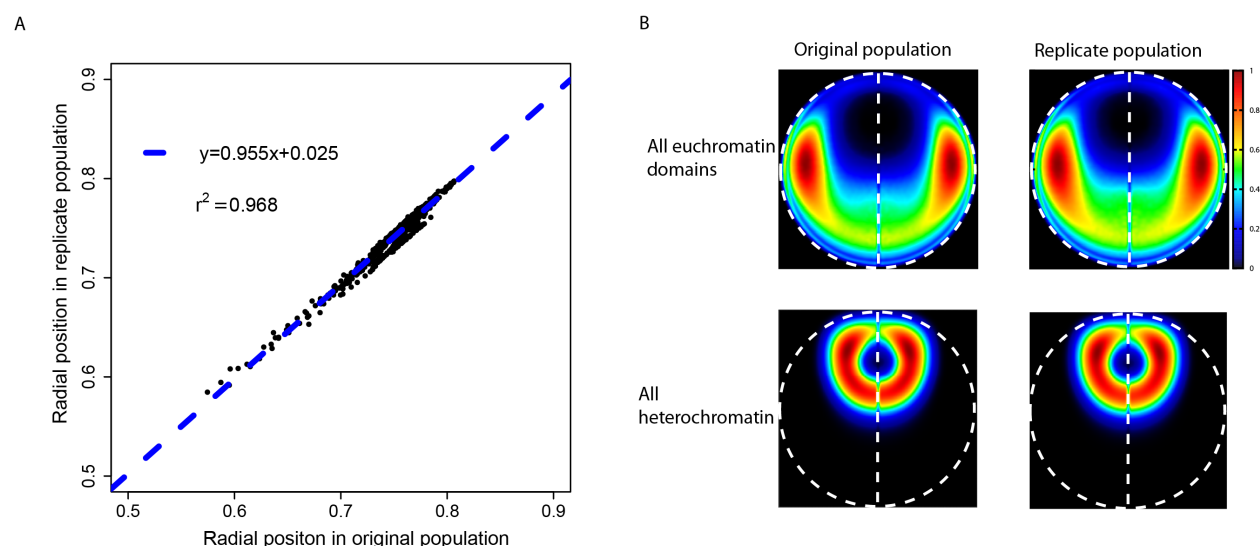 A
B
Original population
Replicate population
0.9
0.8
0.7
0.6
0.5
Radial position in replicate population
y=0.955x+0.025
r2 =0.968
0.5
0.6
0.7
0.8
0.9
Radial positon in original population
All euchromatin
domains
1
0.8
0.6
0.4
0.2
0
All
heterochromatin